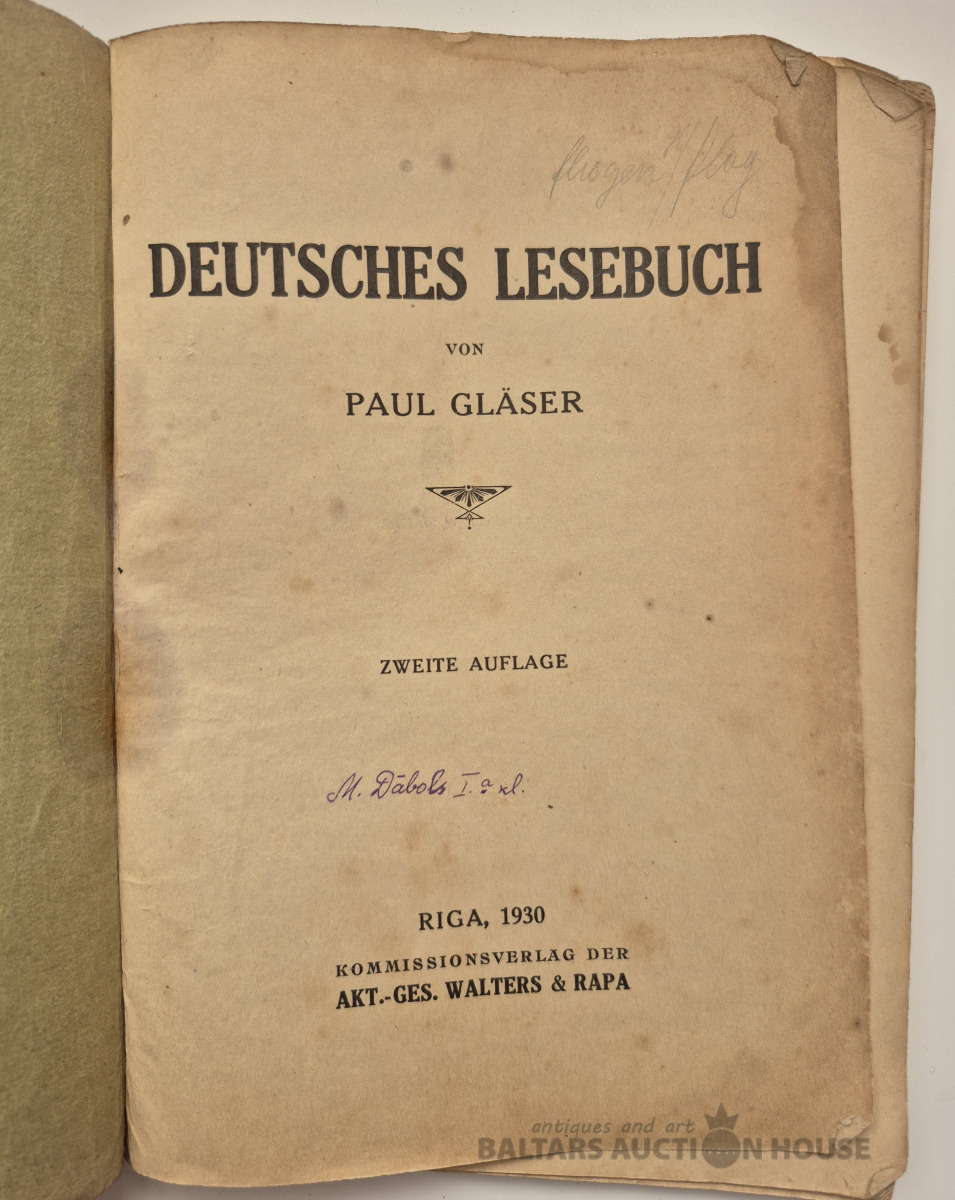 fliegen flog
DEUTSCHES LESEBUCH
VON
PAUL GLÄSER
ZWEITE AUFLAGE
M. Dābols I.a kl.
RIGA, 1930
KOMMISSIONSVERLAG DER
AKT.-GES. WALTERS & RAPA
antiques and art
BALTARS AUCTION HOUSE